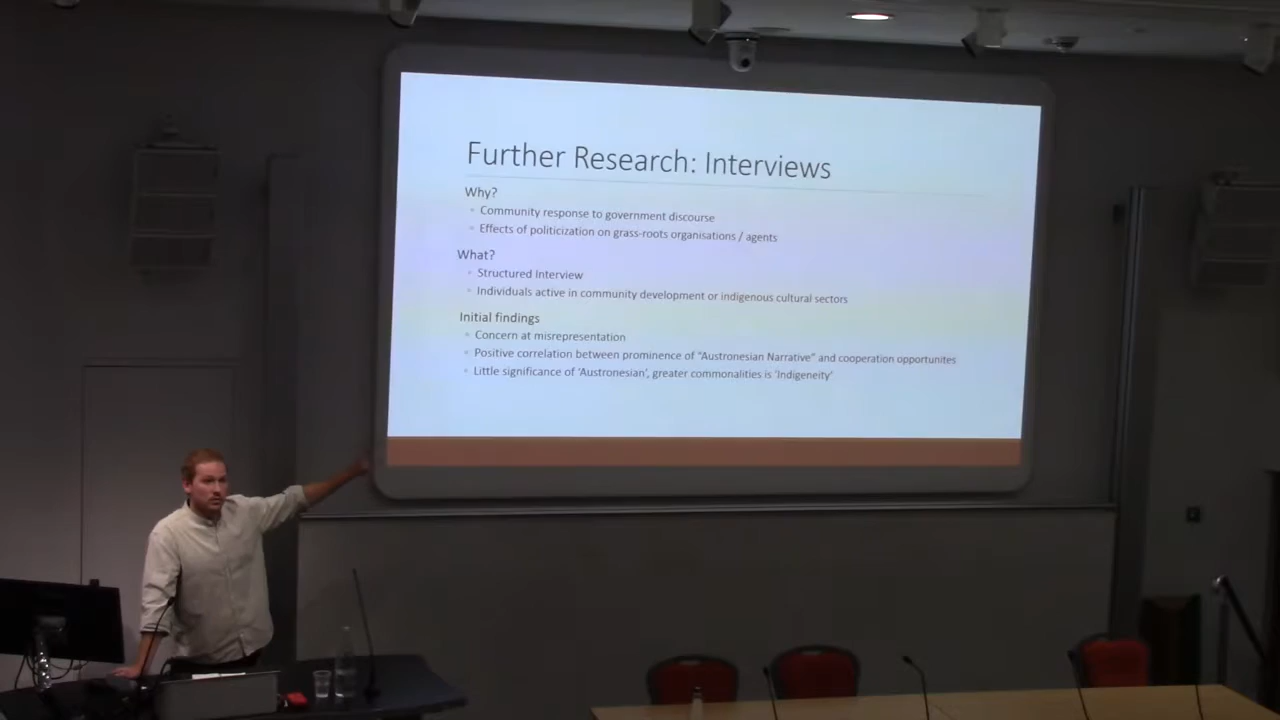 Further Research: Interviews
Why?
Community response to government discourse
Effects of politicization on grass-roots organisations / agents
What?
Structured Interview
Individuals active in community development or indigenous cultural sectors
Initial findings
Concern at misrepresentation
Positive correlation between prominence of “Austronesian Narrative” and cooperation opportunites
Little significance of ‘Austronesian’, greater commonalities is ‘Indigeneity’